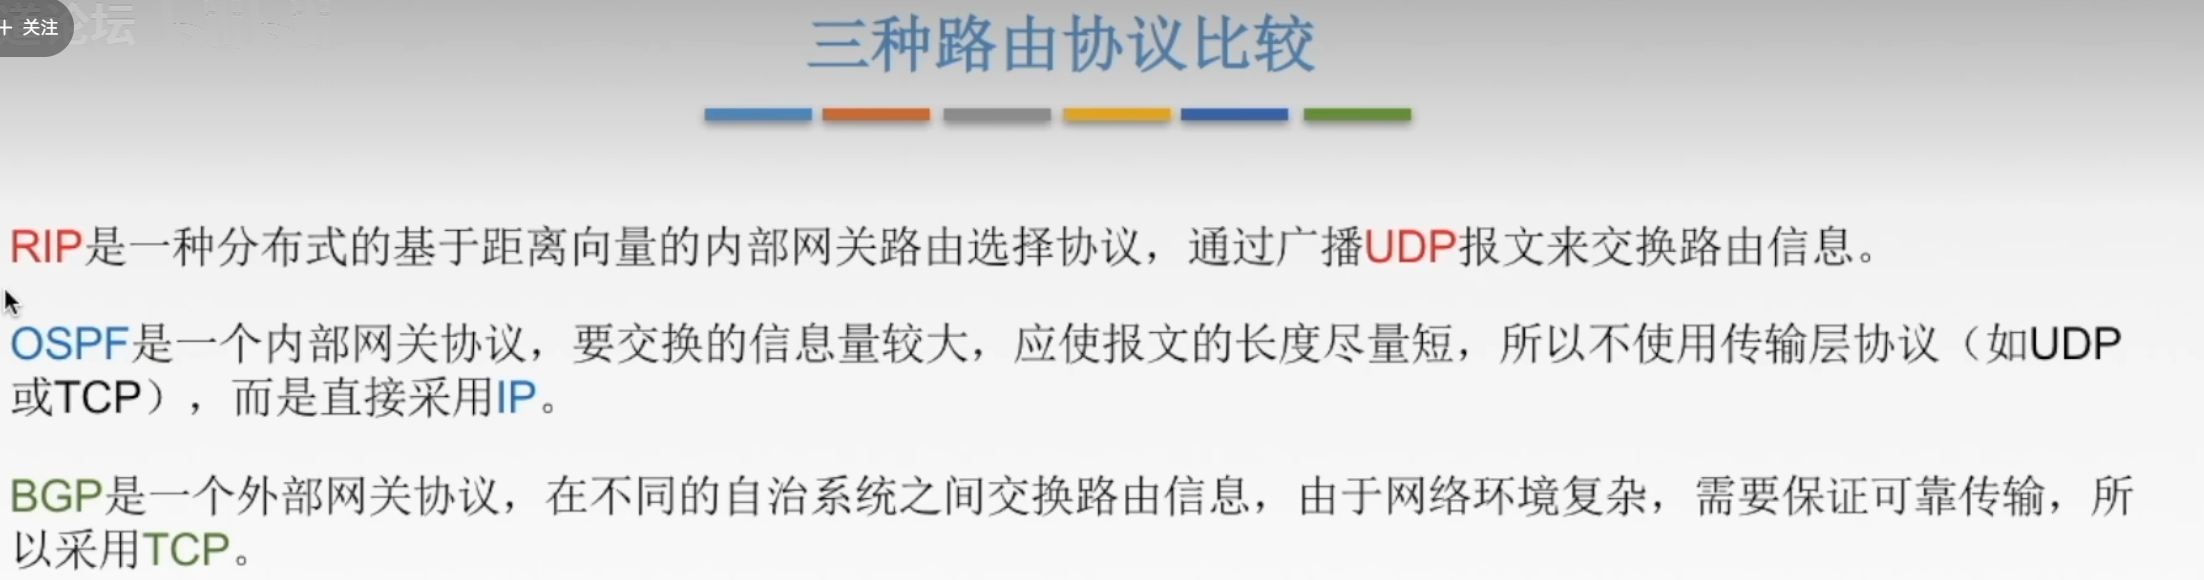 + 关注
论坛
三种路由协议比较
RIP是一种分布式的基于距离向量的内部网关路由选择协议，通过广播UDP报文来交换路由信息。
OSPF是一个内部网关协议，要交换的信息量较大，应使报文的长度尽量短，所以不使用传输层协议（如UDP
或TCP），而是直接采用IP。
BGP是一个外部网关协议，在不同的自治系统之间交换路由信息，由于网络环境复杂，需要保证可靠传输，所
以采用TCP。